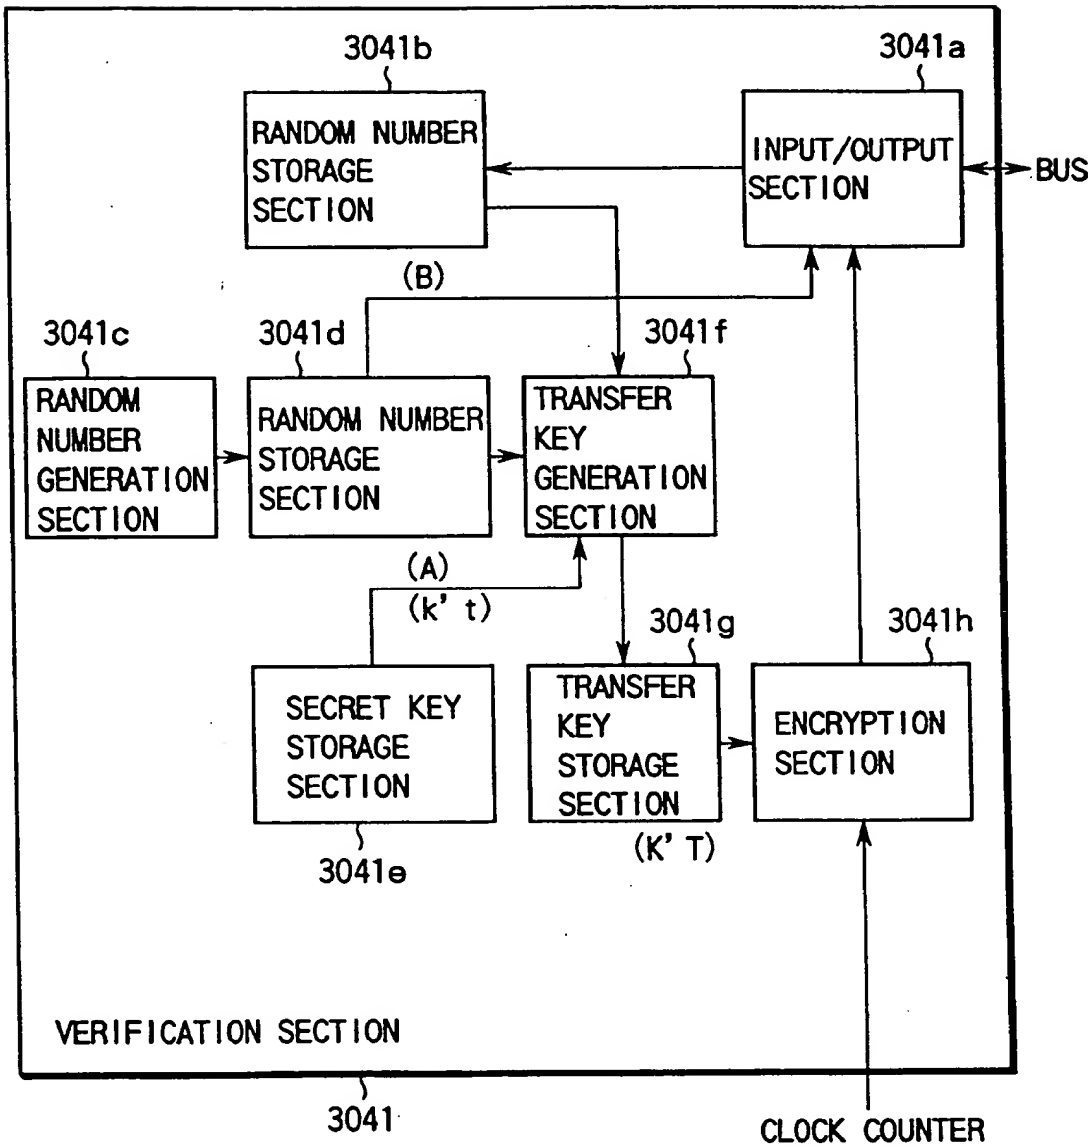 3041b
3041a
RANDOM NUMBER
STORAGE
SECTION
INPUT/OUTPUT
SECTION
BUS
(B)
3041c
3041d
3041f
RANDOM
NUMBER
GENERATION
SECTION
RANDOM NUMBER
STORAGE
SECTION
TRANSFER
KEY
GENERATION
SECTION
(A)
(k' t)
3041g
3041h
SECRET KEY
STORAGE
SECTION
TRANSFER
KEY
STORAGE
SECTION
ENCRYPTION
SECTION
(K' T)
3041e
VERIFICATION SECTION
3041
CLOCK COUNTER